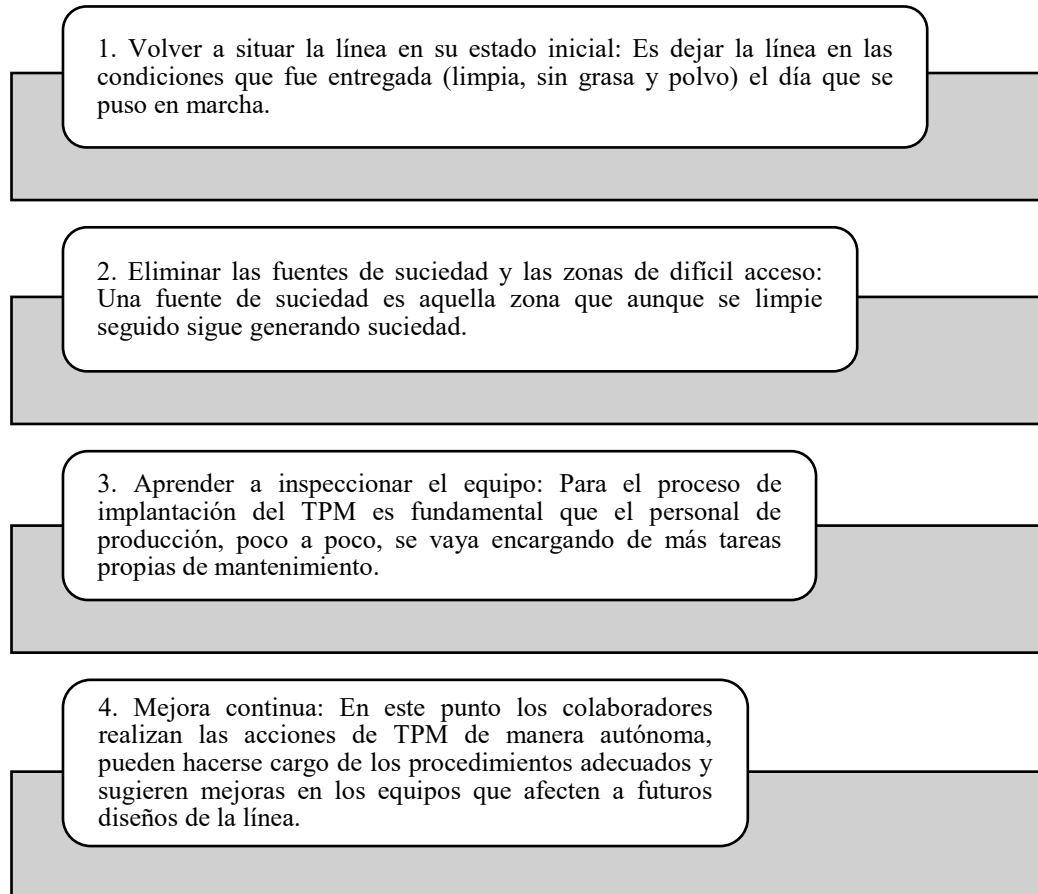 1. Volver a situar la línea en su estado inicial: Es dejar la línea en las
condiciones que fue entregada (limpia, sin grasa y polvo) el día que se
puso en marcha.
2. Eliminar las fuentes de suciedad y las zonas de difícil acceso:
Una fuente de suciedad es aquella zona que aunque se limpie
seguido sigue generando suciedad.
3. Aprender a inspeccionar el equipo: Para el proceso de
implantación del TPM es fundamental que el personal de
producción, poco a poco, se vaya encargando de más tareas
propias de mantenimiento.
4. Mejora continua: En este punto los colaboradores
realizan las acciones de TPM de manera autónoma,
pueden hacerse cargo de los procedimientos adecuados y
sugieren mejoras en los equipos que afecten a futuros
diseños de la línea.